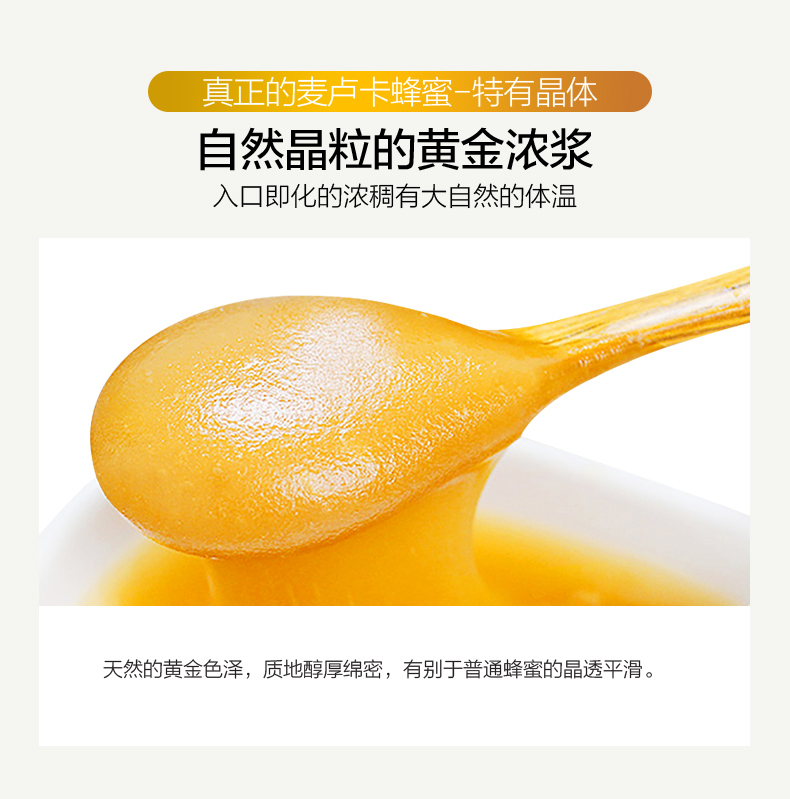 真正的麦卢卡蜂蜜-特有晶体
自然晶粒的黄金浓浆
入口即化的浓稠有大自然的体温
天然的黄金色泽，质地醇厚绵密，有别于普通蜂蜜的晶透平滑。